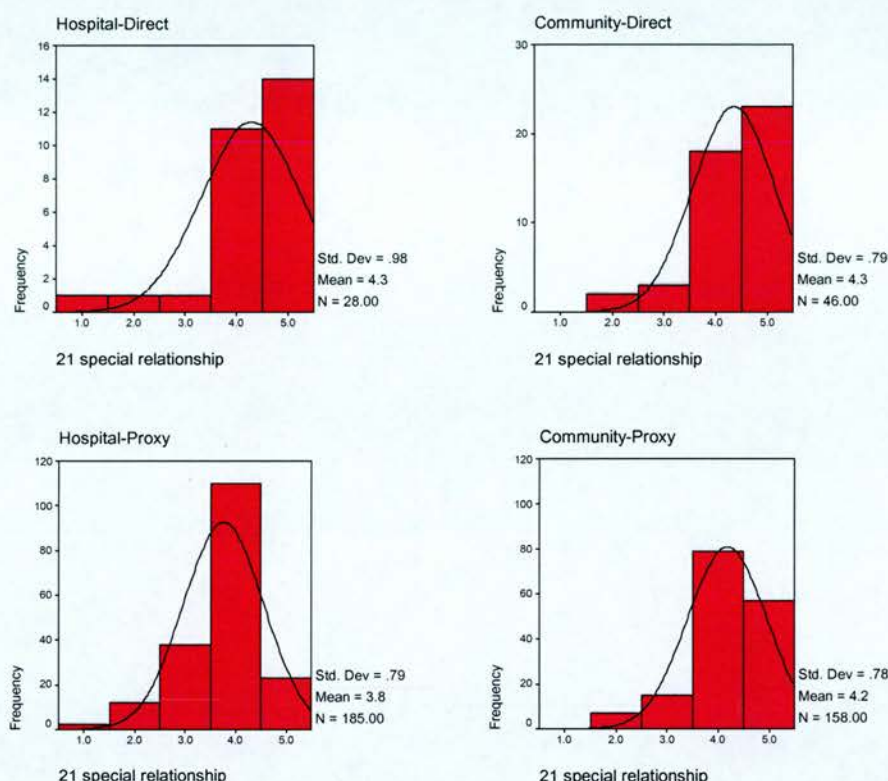 Hospital-Direct
16
14
12
10
8
6
4
2
0
Frequency
1.0 2.0 3.0 4.0 5.0
Std. Dev = .98
Mean = 4.3
N = 28.00
21 special relationship
Community-Direct
30
20
10
0
Frequency
1.0 2.0 3.0 4.0 5.0
Std. Dev = .79
Mean = 4.3
N = 46.00
21 special relationship
Hospital-Proxy
120
100
80
60
40
20
0
Frequency
1.0 2.0 3.0 4.0 5.0
Std. Dev = .79
Mean = 3.8
N = 185.00
21 special relationship
Community-Proxy
120
100
80
60
40
20
0
Frequency
1.0 2.0 3.0 4.0 5.0
Std. Dev = .78
Mean = 4.2
N = 158.00
21 special relationship